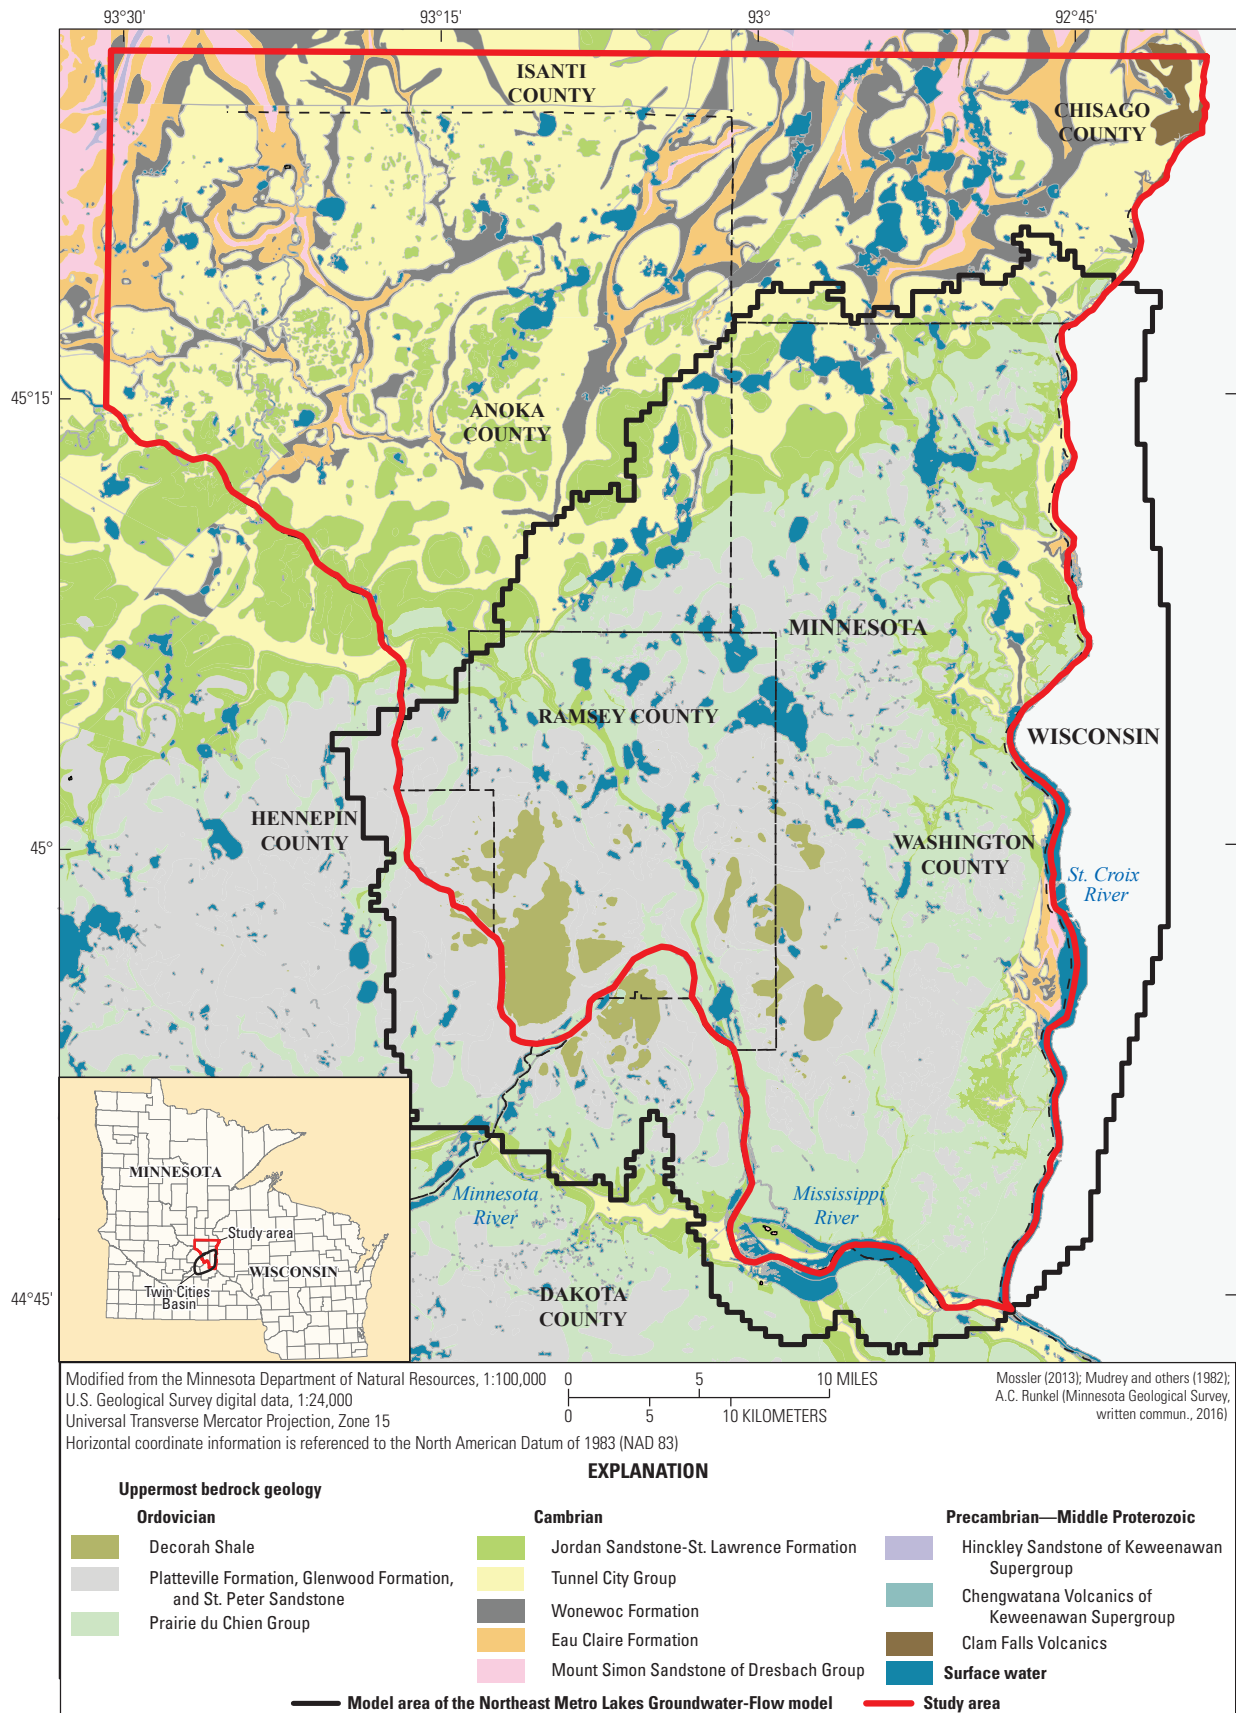 93°30'
93°15'
93°
92°45'
ISANTI
COUNTY
CHISAGO
COUNTY
45°15'
ANOKA
COUNTY
MINNESOTA
RAMSEY COUNTY
WISCONSIN
HENNEPIN
COUNTY
WASHINGTON
COUNTY
45°
St. Croix
River
MINNESOTA
Study area
WISCONSIN
Twin Cities
Basin
Minnesota
River
Mississippi
River
44°45'
DAKOTA
COUNTY
Modified from the Minnesota Department of Natural Resources, 1:100,000
U.S. Geological Survey digital data, 1:24,000
Universal Transverse Mercator Projection, Zone 15
Horizontal coordinate information is referenced to the North American Datum of 1983 (NAD 83)
0 5 10 MILES
0 5 10 KILOMETERS
Mossler (2013); Mudrey and others (1982);
A.C. Runkel (Minnesota Geological Survey,
written commun., 2016)
EXPLANATION
Uppermost bedrock geology
Ordovician
Decorah Shale
Platteville Formation, Glenwood Formation,
and St. Peter Sandstone
Prairie du Chien Group
Cambrian
Jordan Sandstone-St. Lawrence Formation
Tunnel City Group
Wonewoc Formation
Eau Claire Formation
Mount Simon Sandstone of Dresbach Group
Precambrian—Middle Proterozoic
Hinckley Sandstone of Keweenawan
Supergroup
Chengwatana Volcanics of
Keweenawan Supergroup
Clam Falls Volcanics
Surface water
Model area of the Northeast Metro Lakes Groundwater-Flow model
Study area